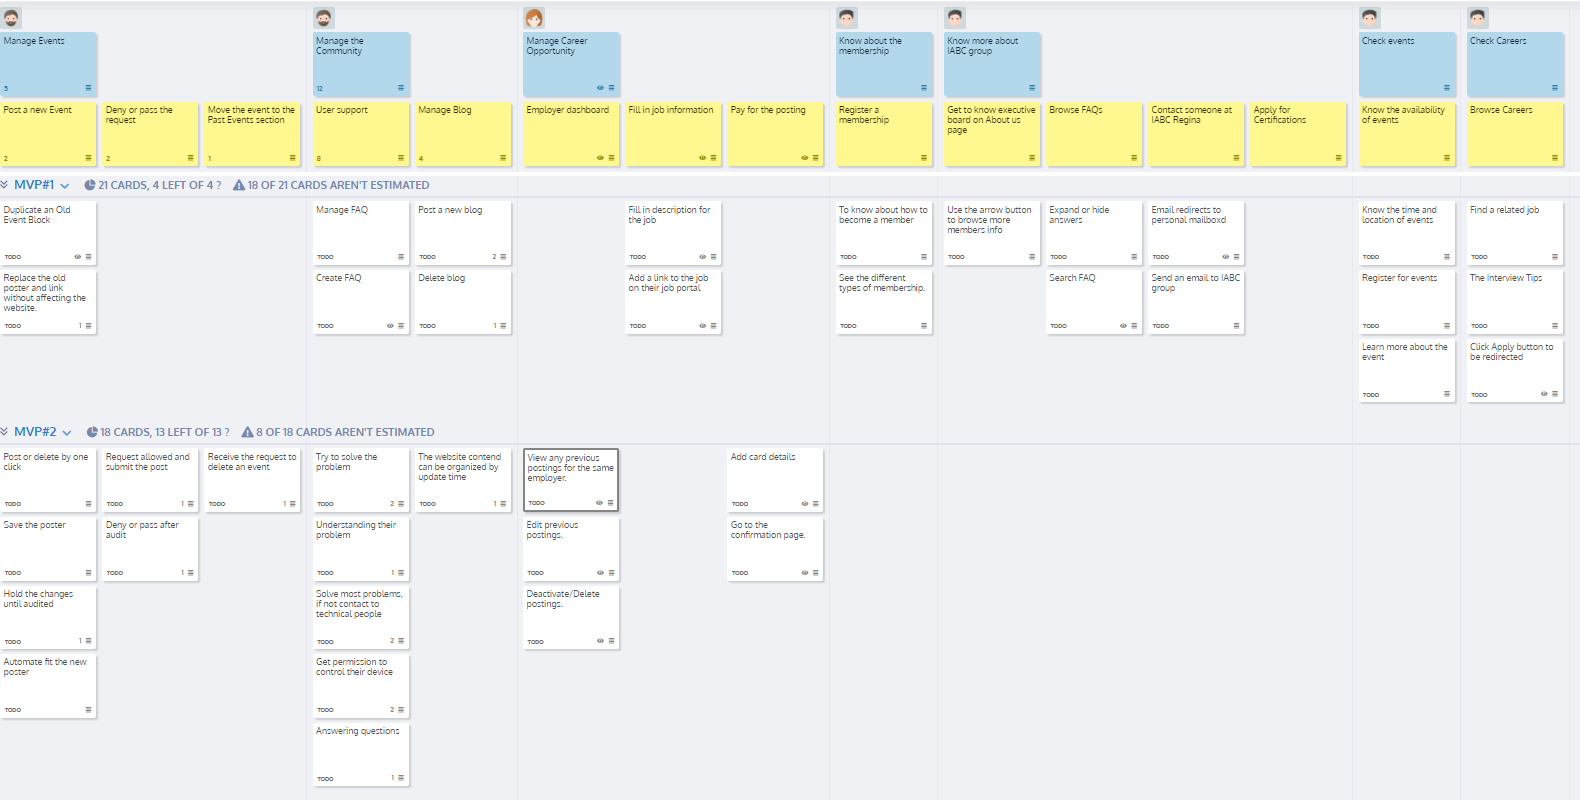 Manage Events
5
Manage the
Community
12
Manage Career
Opportunity
Know about the
membership
Know more about
IABC group
Check events
Check Careers
Post a new Event
2
Deny or pass the
request
2
Move the event to the
Past Events section
1
User support
8
Manage Blog
4
Employer dashboard
Fill in job information
Pay for the posting
Register a
membership
Get to know executive
board on About us
page
Browse FAQs
Contact someone at
IABC Regina
Apply for
Certifications
Know the availability
of events
Browse Careers
MVP#1
21 CARDS, 4 LEFT OF 4 ?
18 OF 21 CARDS AREN'T ESTIMATED
Duplicate an Old
Event Block
TODO
Manage FAQ
TODO
Post a new blog
TODO 2
Fill in description for
the job
TODO
To know about how to
become a member
TODO
Use the arrow button
to browse more
members info
TODO
Expand or hide
answers
TODO
Email redirects to
personal mailboxd
TODO
Know the time and
location of events
TODO
Find a related job
TODO
Replace the old
poster and link
without affecting the
website.
TODO 1
Create FAQ
TODO
Delete blog
TODO 1
Add a link to the job
on their job portal
TODO
See the different
types of membership.
TODO
Search FAQ
TODO
Send an email to IABC
group
TODO
Register for events
TODO
The Interview Tips
TODO
Learn more about the
event
TODO
Click Apply button to
be redirected
TODO
MVP#2
18 CARDS, 13 LEFT OF 13 ?
8 OF 18 CARDS AREN'T ESTIMATED
Post or delete by one
click
TODO
Request allowed and
submit the post
TODO 1
Receive the request to
delete an event
TODO 1
Try to solve the
problem
TODO 2
The website contend
can be organized by
update time
TODO 1
View any previous
postings for the same
employer.
TODO
Add card details
TODO
Save the poster
TODO
Deny or pass after
audit
TODO 1
Understanding their
problem
TODO 1
Edit previous
postings.
TODO
Go to the
confirmation page.
TODO
Hold the changes
until audited
TODO 1
Solve most problems,
if not contact to
technical people
TODO 2
Deactivate/Delete
postings.
TODO
Automate fit the new
poster
TODO
Get permission to
control their device
TODO 2
Answering questions
TODO 1